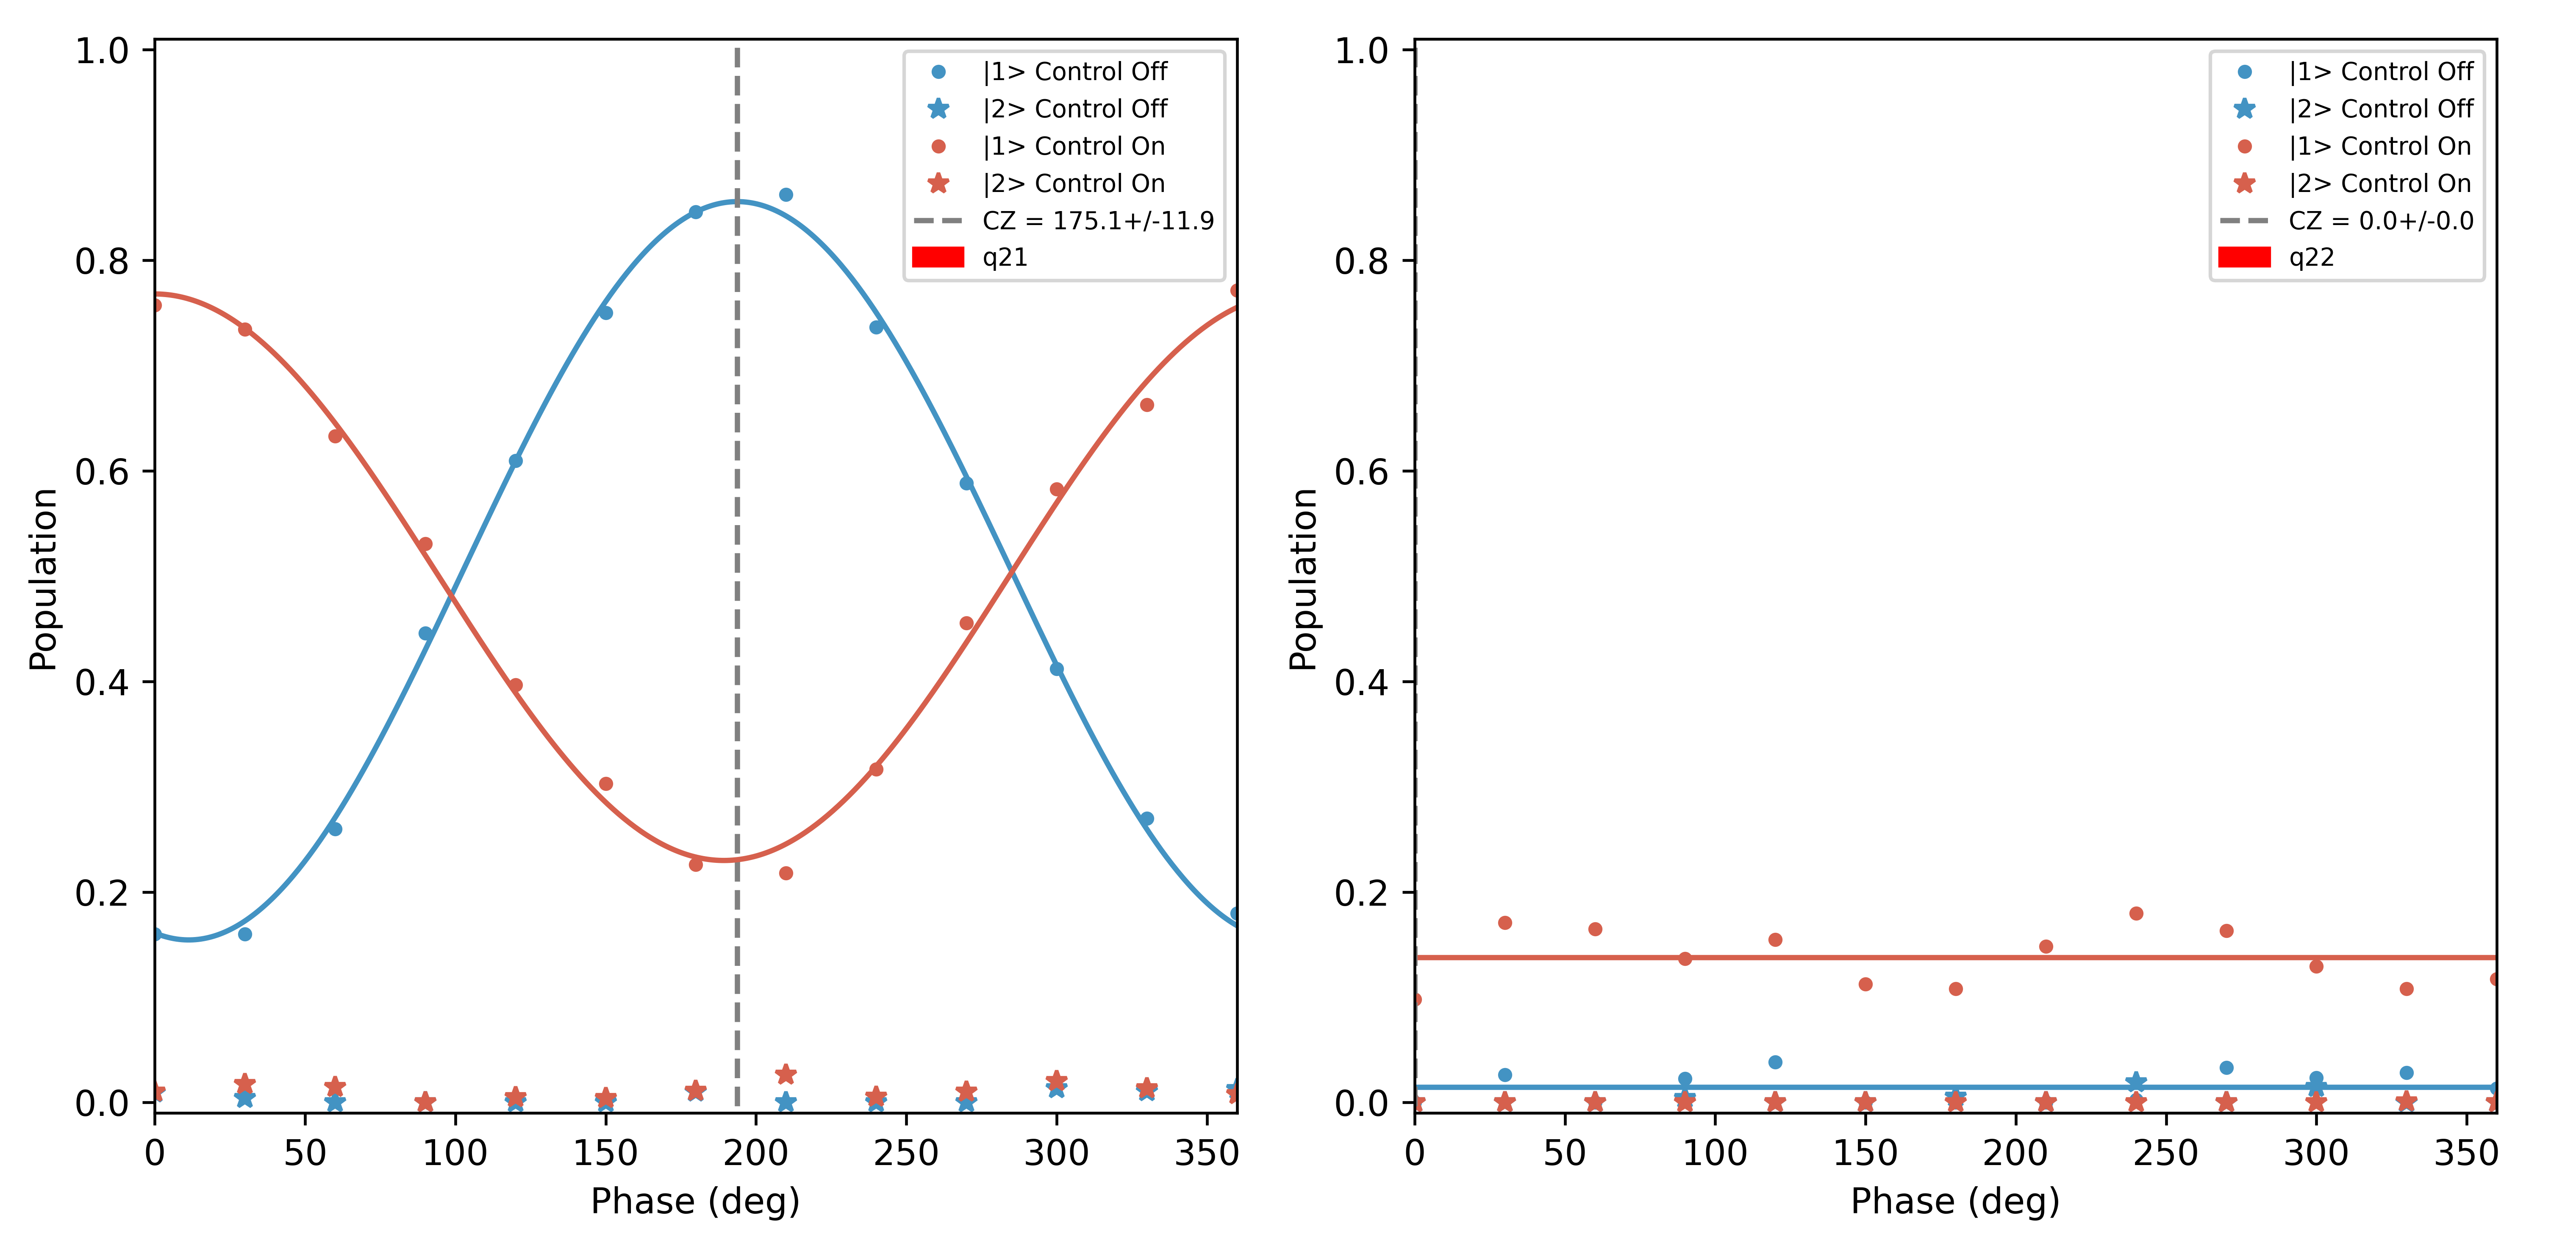 1.0
0.8
0.6
0.4
0.2
0.0
Population
0
50
100
150
200
250
300
350
Phase (deg)
|1> Control Off
|2> Control Off
|1> Control On
|2> Control On
CZ = 175.1+/-11.9
q21
1.0
0.8
0.6
0.4
0.2
0.0
Population
0
50
100
150
200
250
300
350
Phase (deg)
|1> Control Off
|2> Control Off
|1> Control On
|2> Control On
CZ = 0.0+/-0.0
q22